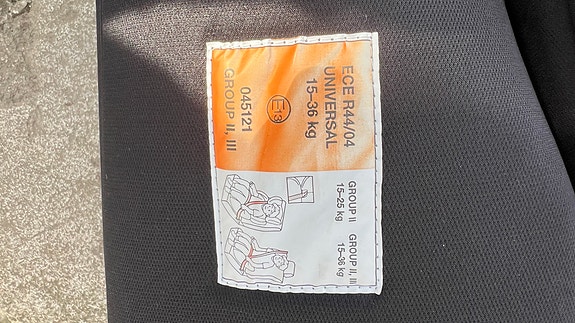 ECE R44/04
UNIVERSAL
15–36 kg
E13
045121
GROUP II, III
GROUP II
15–25 kg
GROUP II, III
15–36 kg